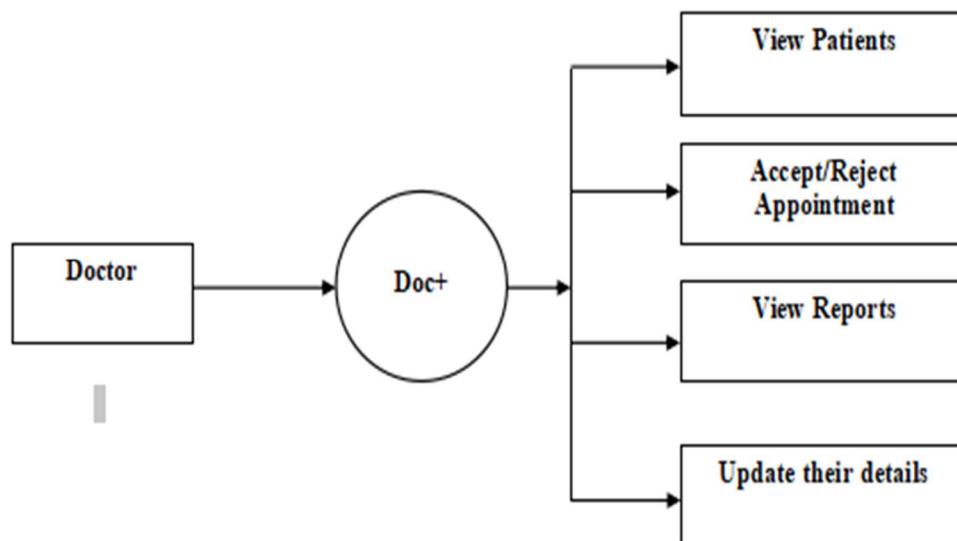 Doctor
Doc+
View Patients
Accept/Reject
Appointment
View Reports
Update their details